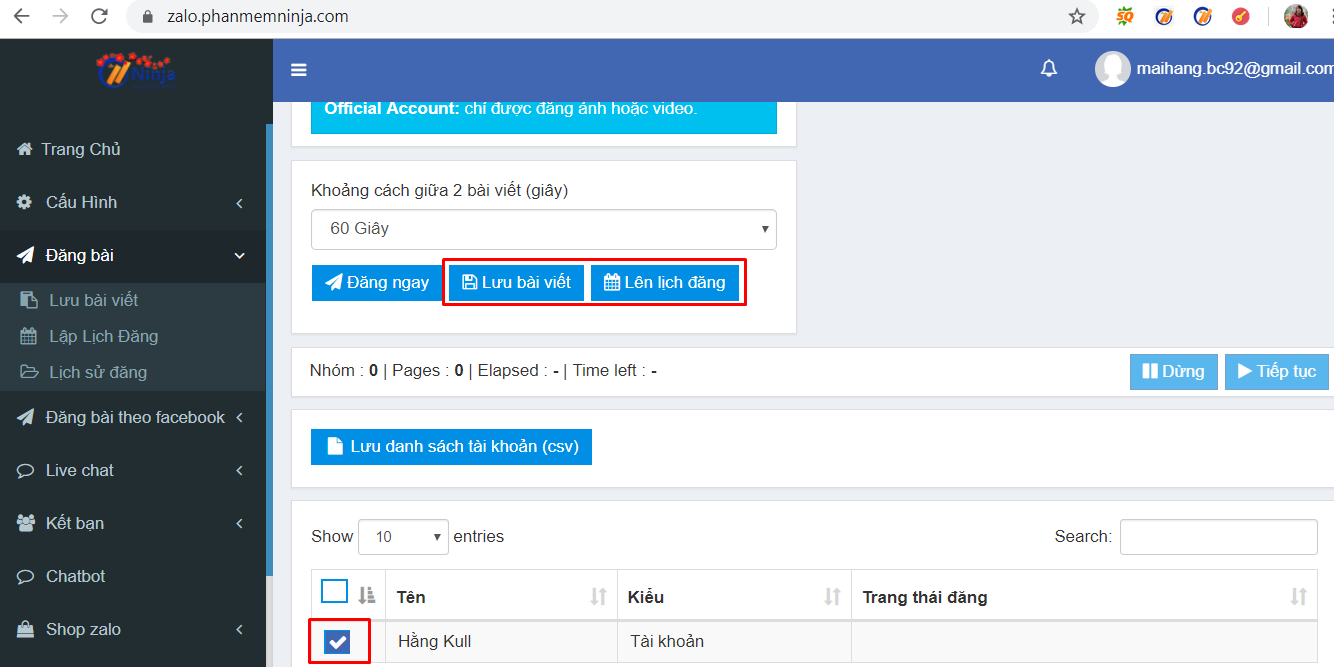 zalo.phanmemninja.com
Ninja
maihang.bc92@gmail.com
Official Account: chỉ được đăng ảnh hoặc video.
Trang Chủ
Cấu Hình
Đăng bài
Lưu bài viết
Lập Lịch Đăng
Lịch sử đăng
Đăng bài theo facebook
Live chat
Kết bạn
Chatbot
Shop zalo
Khoảng cách giữa 2 bài viết (giây)
60 Giây
Đăng ngay Lưu bài viết Lên lịch đăng
Nhóm : 0 | Pages : 0 | Elapsed : - | Time left : - Dừng Tiếp tục
Lưu danh sách tài khoản (csv)
Show 10 entries Search:
Tên Kiểu Trang thái đăng
Hằng Kull Tài khoản